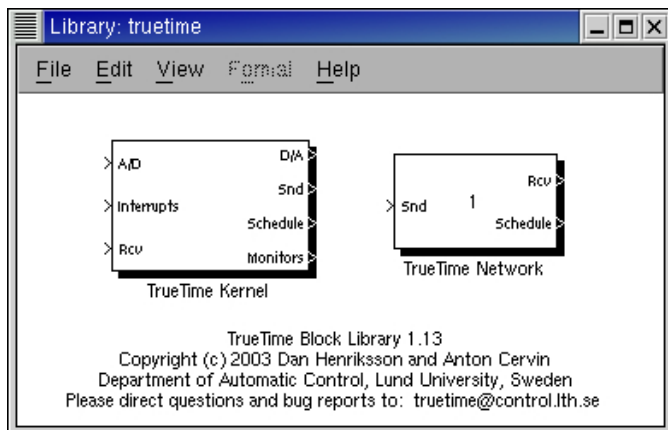 Library: truetime
File Edit View Format Help
A/D
Interrupts
Rcv
D/A
Snd
Schedule
Monitors
TrueTime Kernel
Snd
1
Rcv
Schedule
TrueTime Network
TrueTime Block Library 1.13
Copyright (c) 2003 Dan Henriksson and Anton Cervin
Department of Automatic Control, Lund University, Sweden
Please direct questions and bug reports to: truetime@control.lth.se